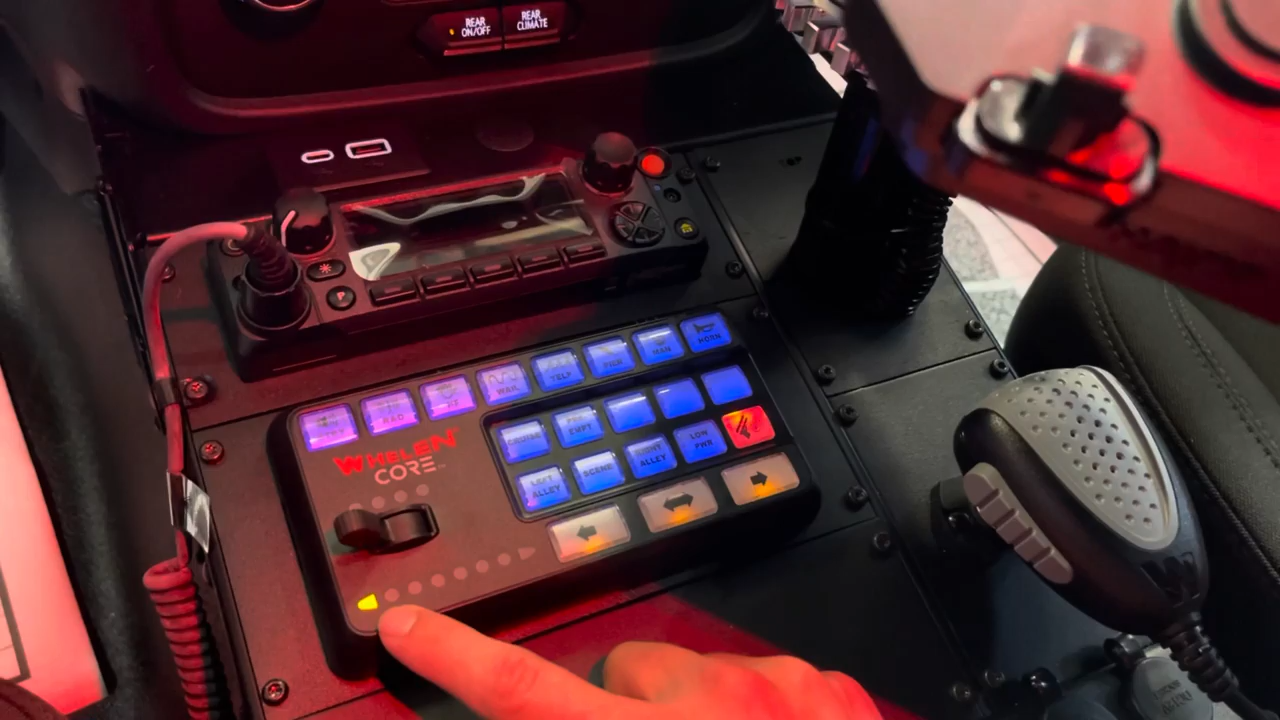 REAR
ON/OFF
REAR
CLIMATE
P
RAD
WAIL
YELP
MAN
HORN
WHELEN
CORE
CRUISE
LEFT
ALLEY
SCENE
RIGHT
ALLEY
LOW
PWR